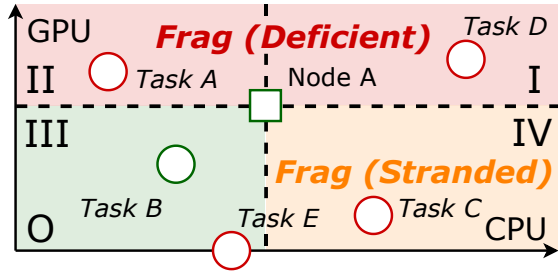 GPU
Frag (Deficient)
Task D
II
Task A
Node A
I
III
IV
Frag (Stranded)
Task B
Task E
Task C
O
CPU